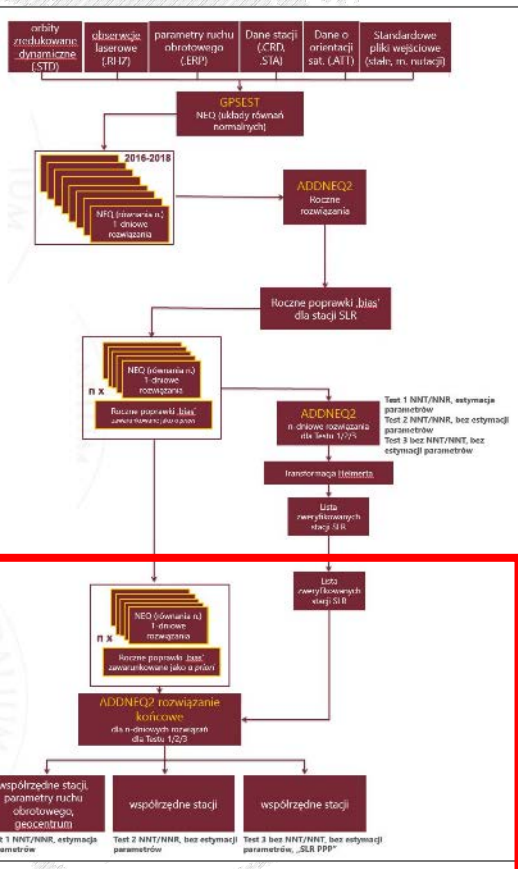 orbity
zredukowane
dynamiczne
(.STD)
obserwcje
laserowe
(.RHZ)
parametry ruchu
obrotowego
(.ERP)
Dane stacji
(.CRD,
.STA)
Dane o
orientacji
sat. (.ATT)
Standardowe
pliki wejściowe
(stałe, m. nutacji)
GPSEST
NEQ (układy równań
normalnych)
2016-2018
NEQ (równania n.)
1-dniowe
rozwiązania
ADDNEQ2
Roczne
rozwiązania
Roczne poprawki ‚bias’
dla stacji SLR
NEQ (równania n.)
1-dniowe
rozwiązania
n x
Roczne poprawki ‚bias’
zawarunkowane jako a priori
ADDNEQ2
n-dniowe rozwiązania
dla Testu 1/2/3
Test 1 NNT/NNR, estymacja
parametrów
Test 2 NNT/NNR, bez estymacji
parametrów
Test 3 bez NNT/NNT, bez
estymacji parametrów
Transformacja Helmerta
Lista
zweryfikowanych
stacji SLR
Lista
zweryfikowanych
stacji SLR
NEQ (równania n.)
1-dniowe
rozwiązania
n x
Roczne poprawki ‚bias’
zawarunkowane jako a priori
ADDNEQ2 rozwiązanie
końcowe
dla n-dniowych rozwiązań
dla Testu 1/2/3
współrzędne stacji,
parametry ruchu
obrotowego,
geocentrum
współrzędne stacji
współrzędne stacji
t 1 NNT/NNR, estymacja
ametrów
Test 2 NNT/NNR, bez estymacji
parametrów
Test 3 bez NNT/NNT, bez estymacji
parametrów, „SLR PPP”